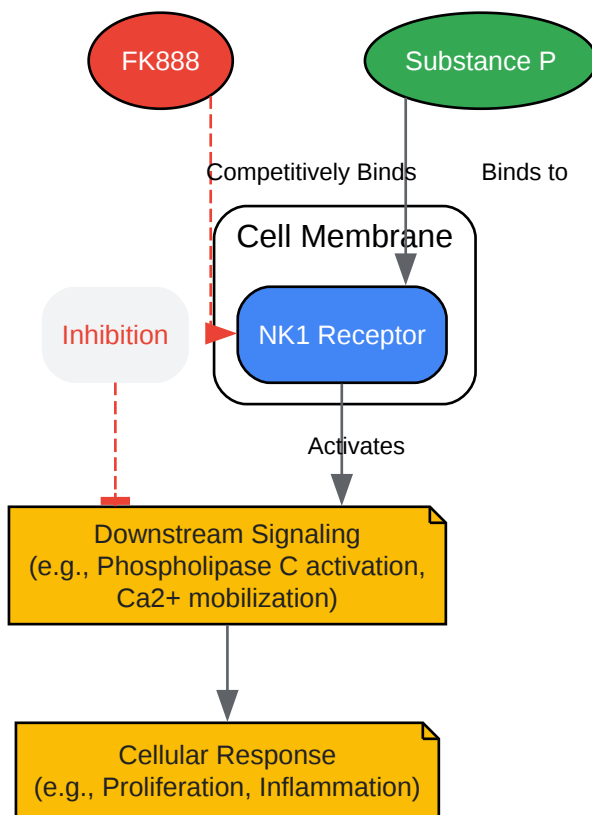 FK888
Substance P
Competitively Binds
Binds to
Cell Membrane
Inhibition
NK1 Receptor
Activates
Downstream Signaling
(e.g., Phospholipase C activation,
Ca2+ mobilization)
Cellular Response
(e.g., Proliferation, Inflammation)